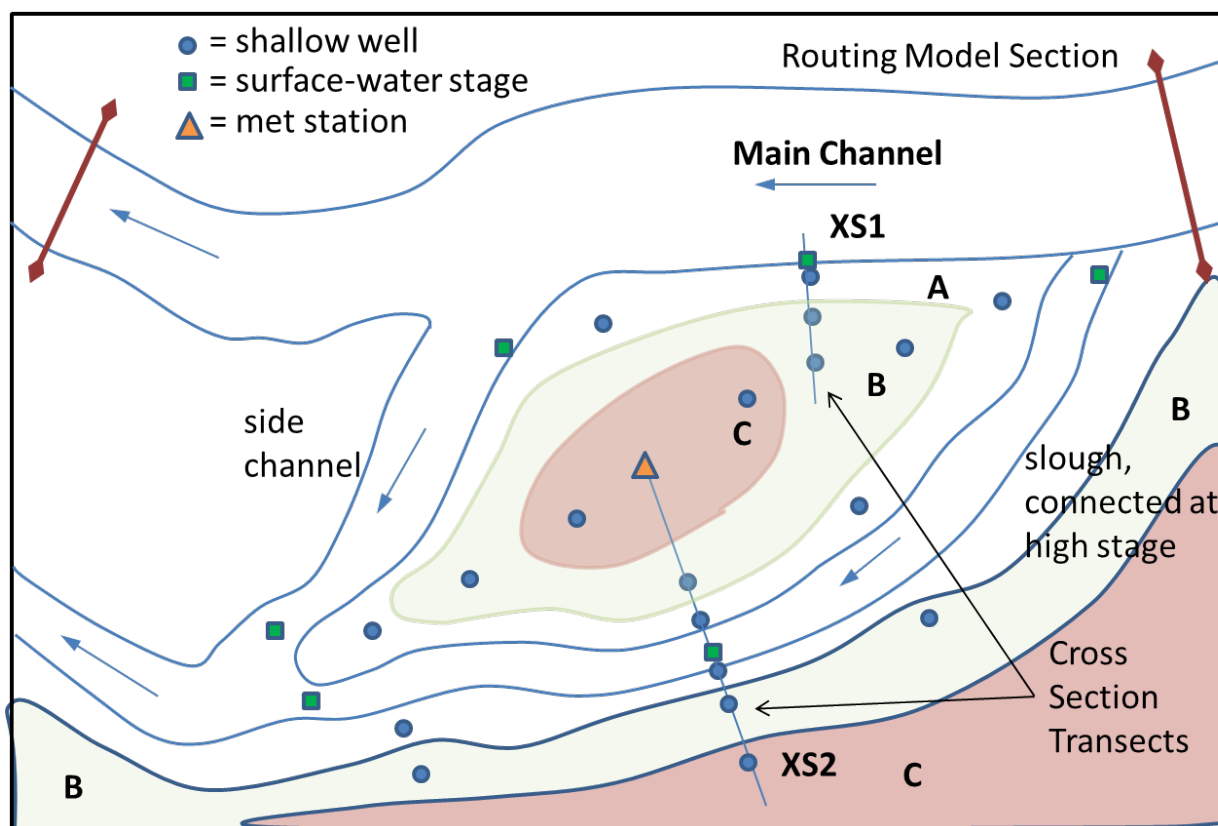 = shallow well
= surface-water stage
= met station
Routing Model Section
Main Channel
XS1
A
B
B
C
side
channel
slough,
connected at
high stage
Cross
Section
Transects
XS2
C
B